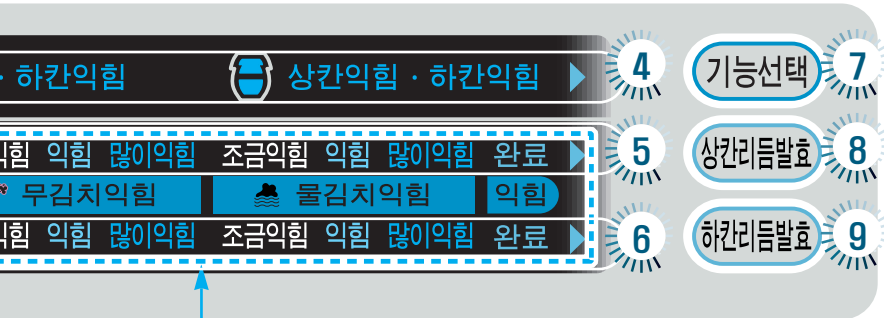 · 하칸익힘 상칸익힘 · 하칸익힘 4 기능선택 7
익힘 익힘 많이익힘 조금익힘 익힘 많이익힘 완료 5 상칸리듬발효 8
무김치익힘 물김치익힘 익힘
익힘 익힘 많이익힘 조금익힘 익힘 많이익힘 완료 6 하칸리듬발효 9